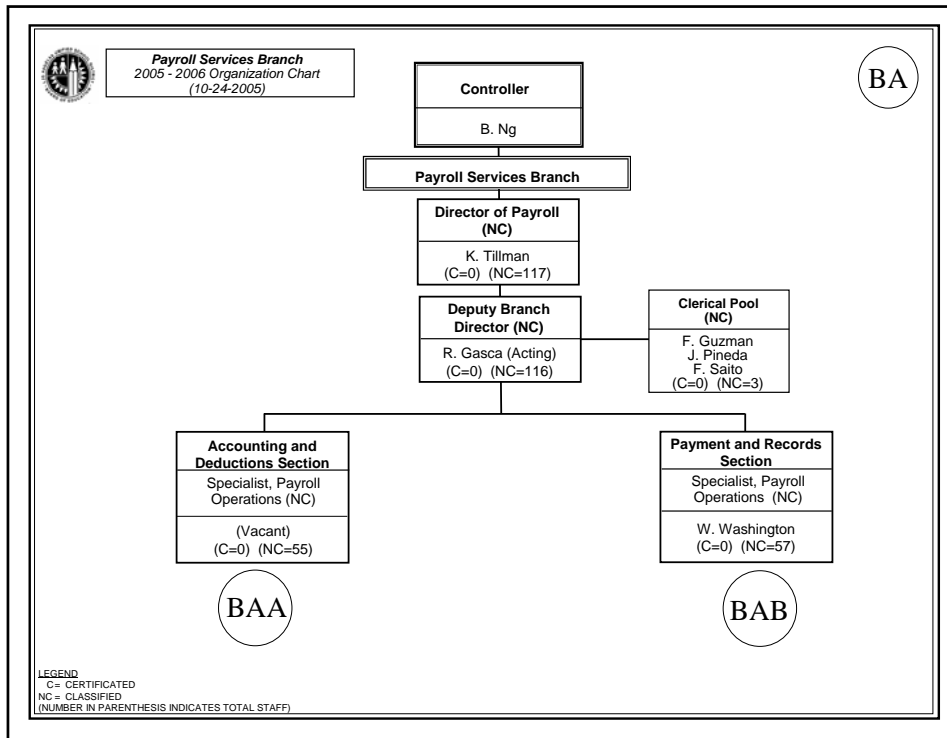 Payroll Services Branch
2005 - 2006 Organization Chart
(10-24-2005)
BA
Controller
B. Ng
Payroll Services Branch
Director of Payroll
(NC)
K. Tillman
(C=0) (NC=117)
Deputy Branch
Director (NC)
R. Gasca (Acting)
(C=0) (NC=116)
Clerical Pool
(NC)
F. Guzman
J. Pineda
F. Saito
(C=0) (NC=3)
Accounting and
Deductions Section
Specialist, Payroll
Operations (NC)
(Vacant)
(C=0) (NC=55)
BAA
Payment and Records
Section
Specialist, Payroll
Operations (NC)
W. Washington
(C=0) (NC=57)
BAB
LEGEND
C= CERTIFICATED
NC = CLASSIFIED
(NUMBER IN PARENTHESIS INDICATES TOTAL STAFF)